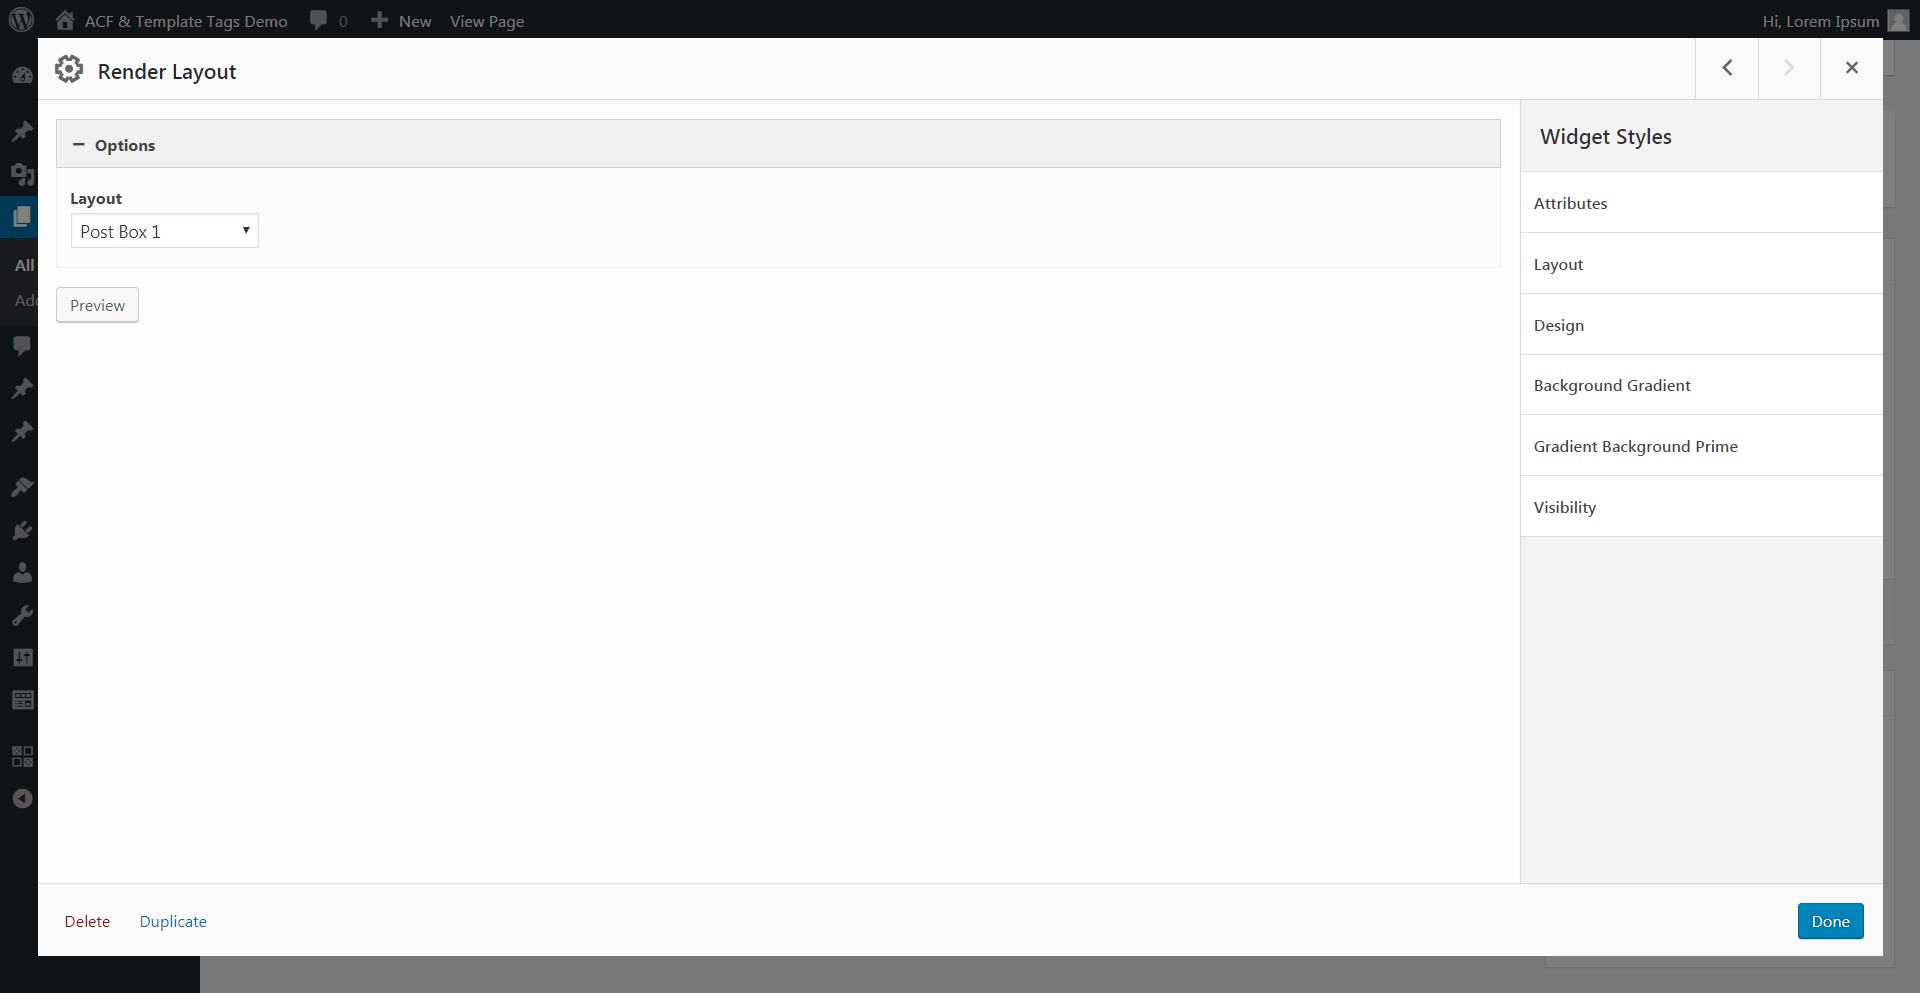 ACF & Template Tags Demo 0 New View Page Hi, Lorem Ipsum
Render Layout
Options
Layout
Post Box 1
Preview
Widget Styles
Attributes
Layout
Design
Background Gradient
Gradient Background Prime
Visibility
All
Add
Delete Duplicate Done